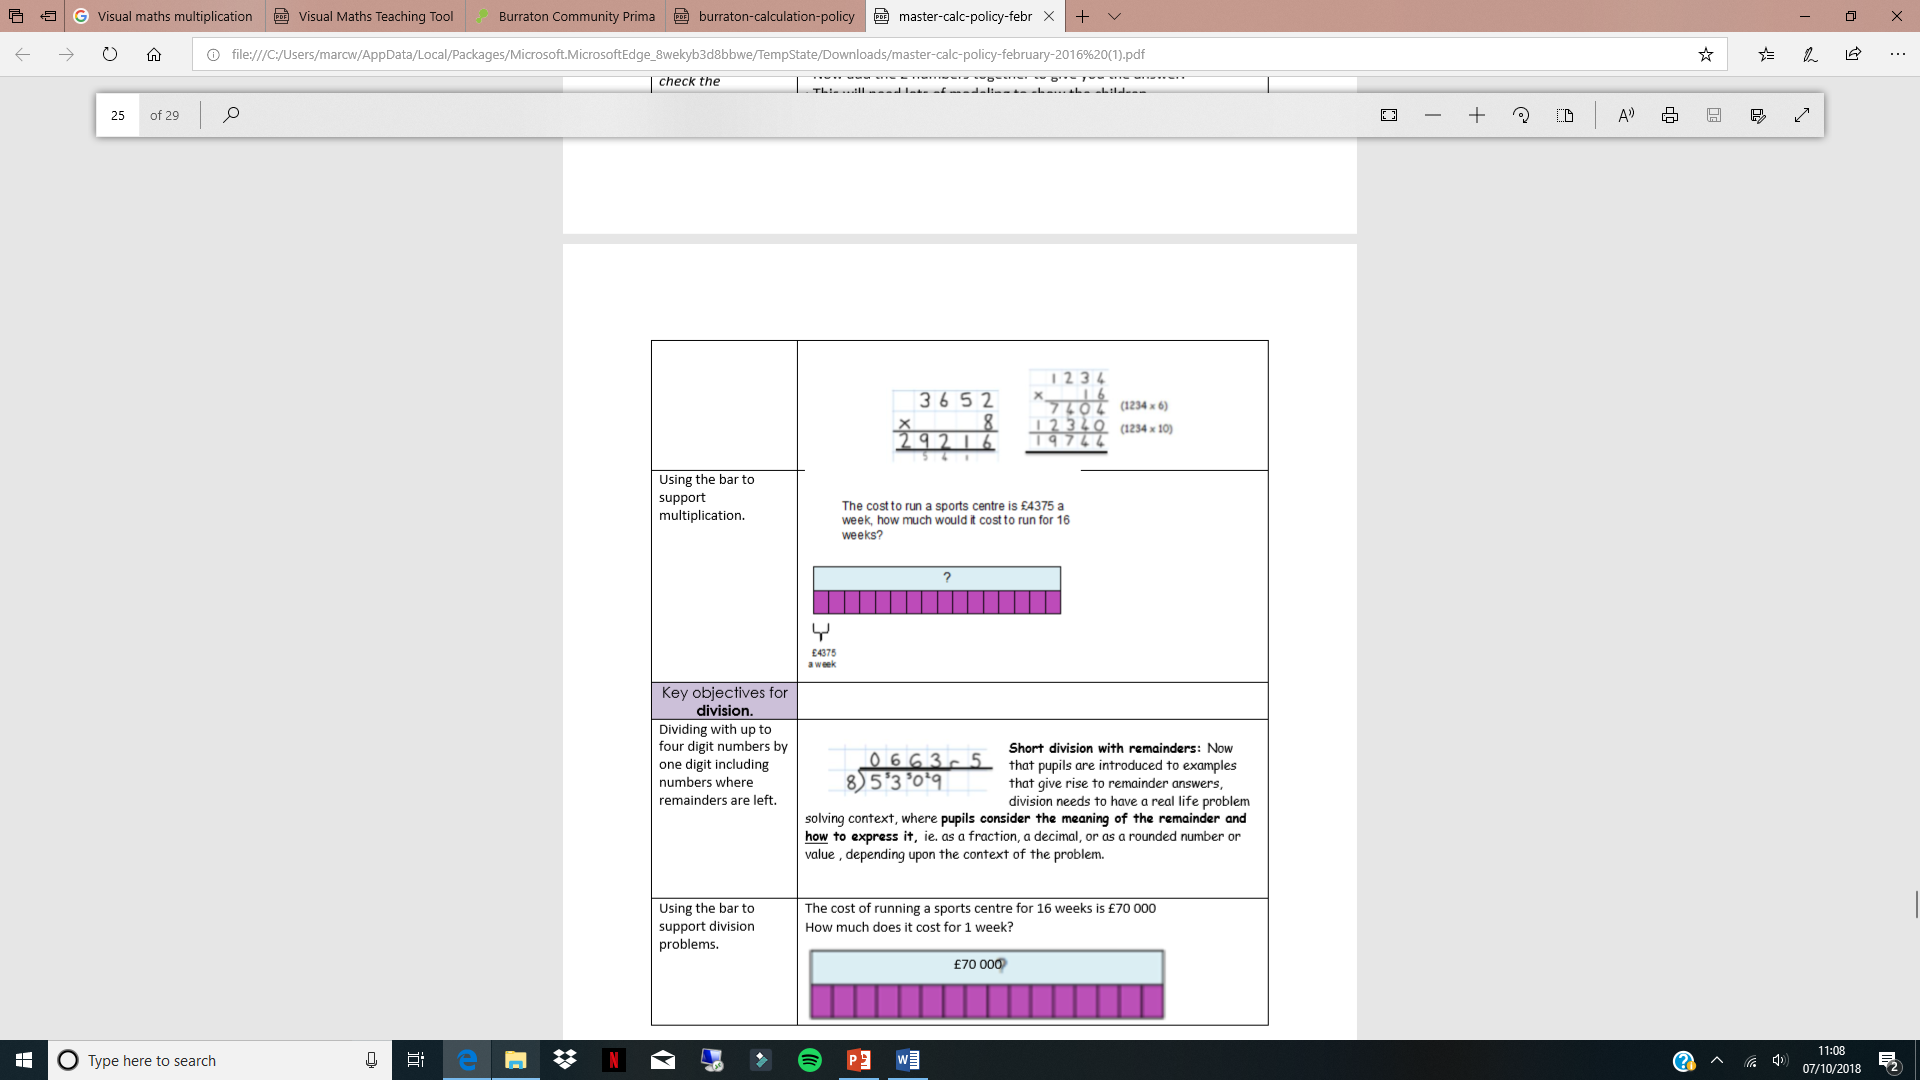 Visual maths multiplication
Visual Maths Teaching Tool
Burraton Community Prima
burraton-calculation-policy
master-calc-policy-febr
file:///C:/Users/marcw/AppData/Local/Packages/Microsoft.MicrosoftEdge_8wekyb3d8bbwe/TempState/Downloads/master-calc-policy-february-2016%20(1).pdf
check the
25 of 29
3 6 5 2
x 8
2 9 2 1 6
5 4 1
1 2 3 4
x 1 6
7 4 0 4 (1234 x 6)
1 2 3 4 0 (1234 x 10)
1 9 7 4 4
Using the bar to
support
multiplication.
The cost to run a sports centre is £4375 a
week, how much would it cost to run for 16
weeks?
?
£4375
a week
Key objectives for
division.
Dividing with up to
four digit numbers by
one digit including
numbers where
remainders are left.
0 6 6 3 r 5
8)5 ⁵3 ⁵0 ²9
Short division with remainders: Now
that pupils are introduced to examples
that give rise to remainder answers,
division needs to have a real life problem
solving context, where pupils consider the meaning of the remainder and
how to express it, ie. as a fraction, a decimal, or as a rounded number or
value , depending upon the context of the problem.
Using the bar to
support division
problems.
The cost of running a sports centre for 16 weeks is £70 000
How much does it cost for 1 week?
£70 000
Type here to search
11:08
07/10/2018
2